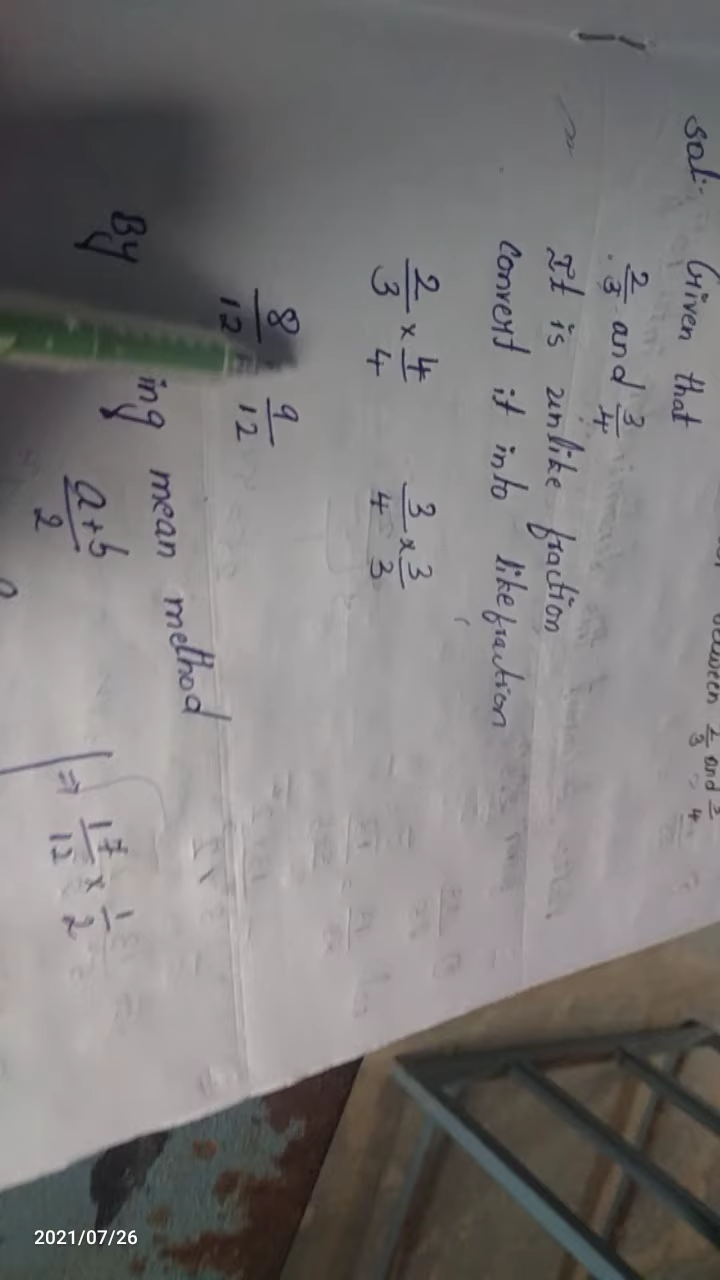 between 2/3 and 3/4
Sol:- Given that
2/3 and 3/4
It is unlike fraction
convert it into like fraction
2/3 × 4/4   3/4 × 3/3
8/12   9/12
By ing mean method
a+b/2   ⇒ 17/12 × 1/2
2021/07/26